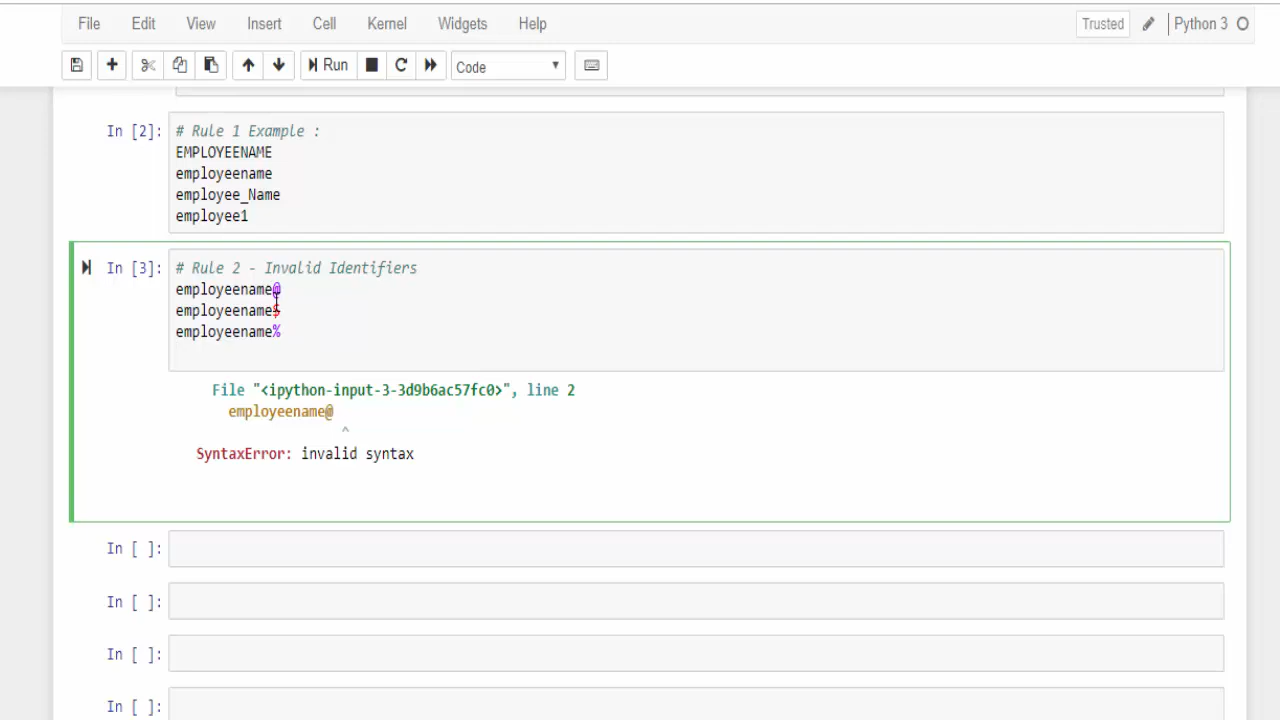 File Edit View Insert Cell Kernel Widgets Help Trusted Python 3
Run Code
In [2]: # Rule 1 Example :
EMPLOYEENAME
employeename
employee_Name
employee1
In [3]: # Rule 2 - Invalid Identifiers
employeename@
employeename$
employeename%
File "<ipython-input-3-3d9b6ac57fc0>", line 2
employeename@
^
SyntaxError: invalid syntax
In [ ]:
In [ ]:
In [ ]:
In [ ]: